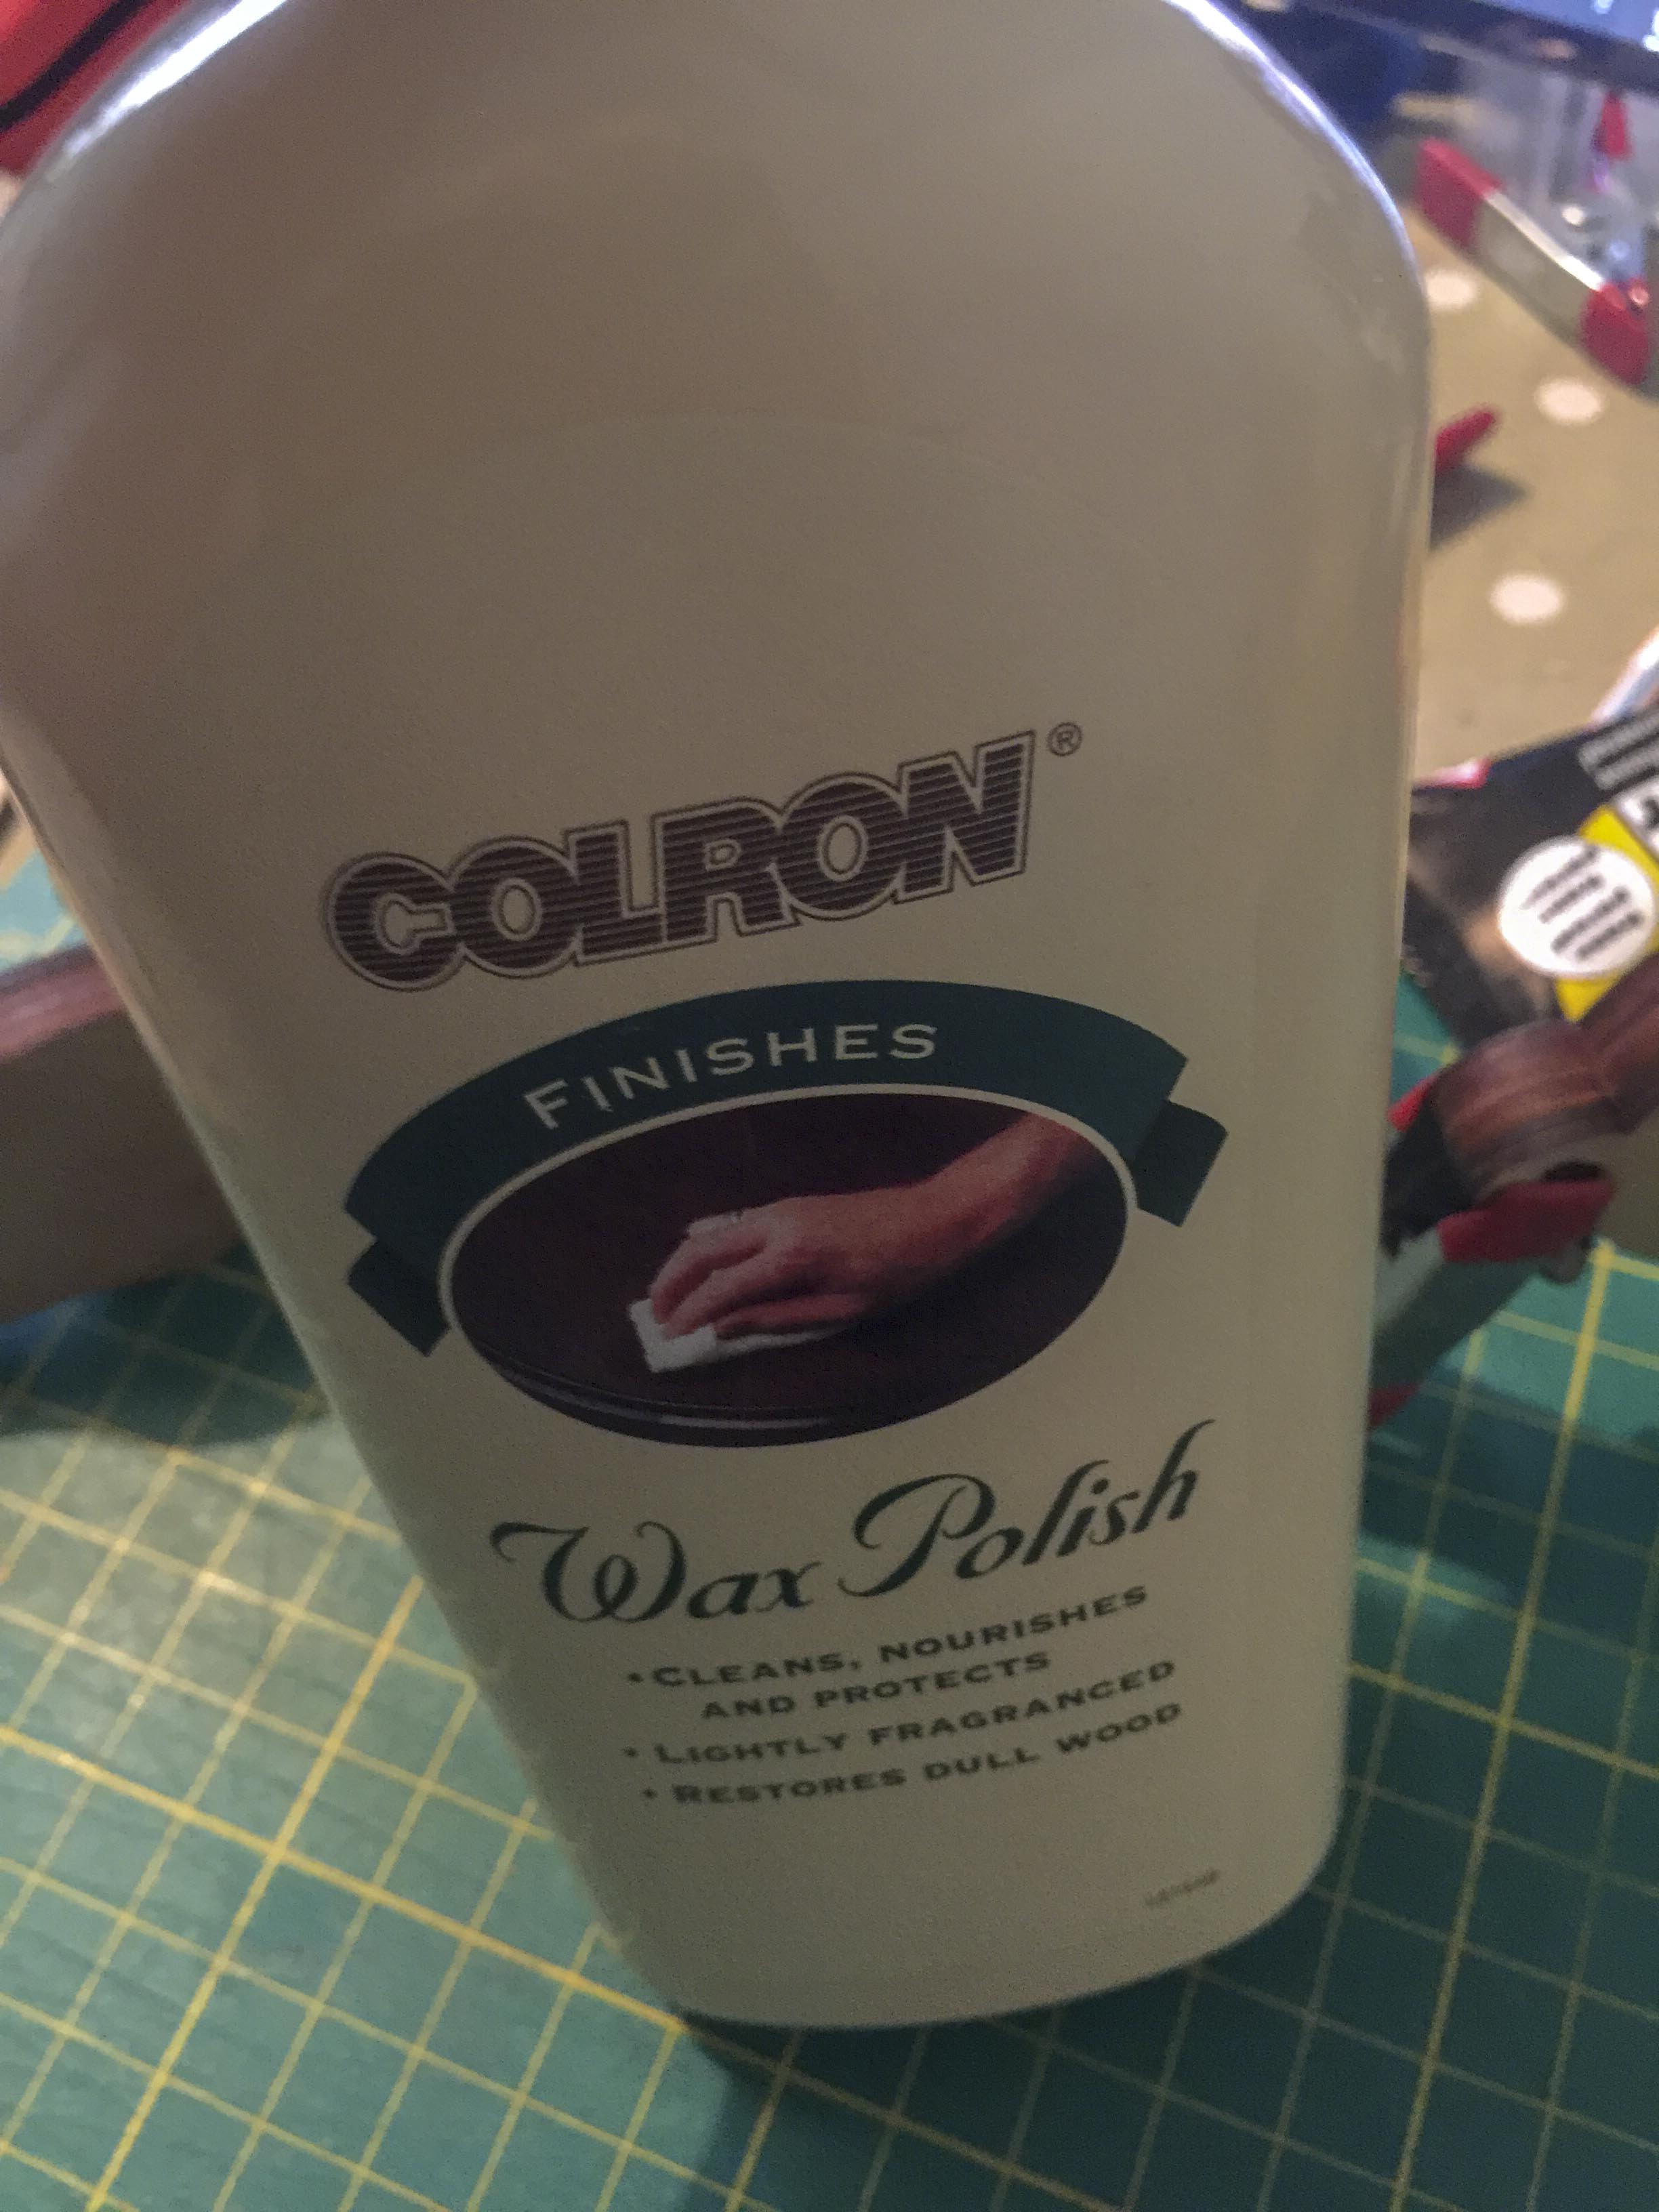 COLRON®
FINISHES
Wax Polish
• CLEANS, NOURISHES
AND PROTECTS
• LIGHTLY FRAGRANCED
• RESTORES DULL WOOD